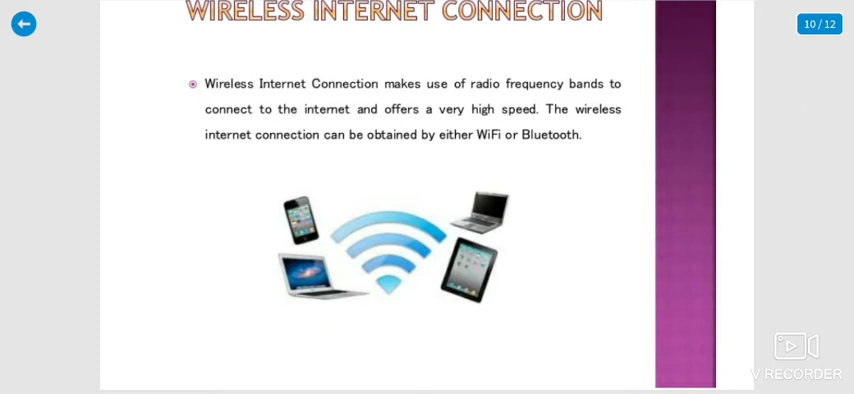 WIRELESS INTERNET CONNECTION
10 / 12
Wireless Internet Connection makes use of radio frequency bands to
connect to the internet and offers a very high speed. The wireless
internet connection can be obtained by either WiFi or Bluetooth.
V RECORDER